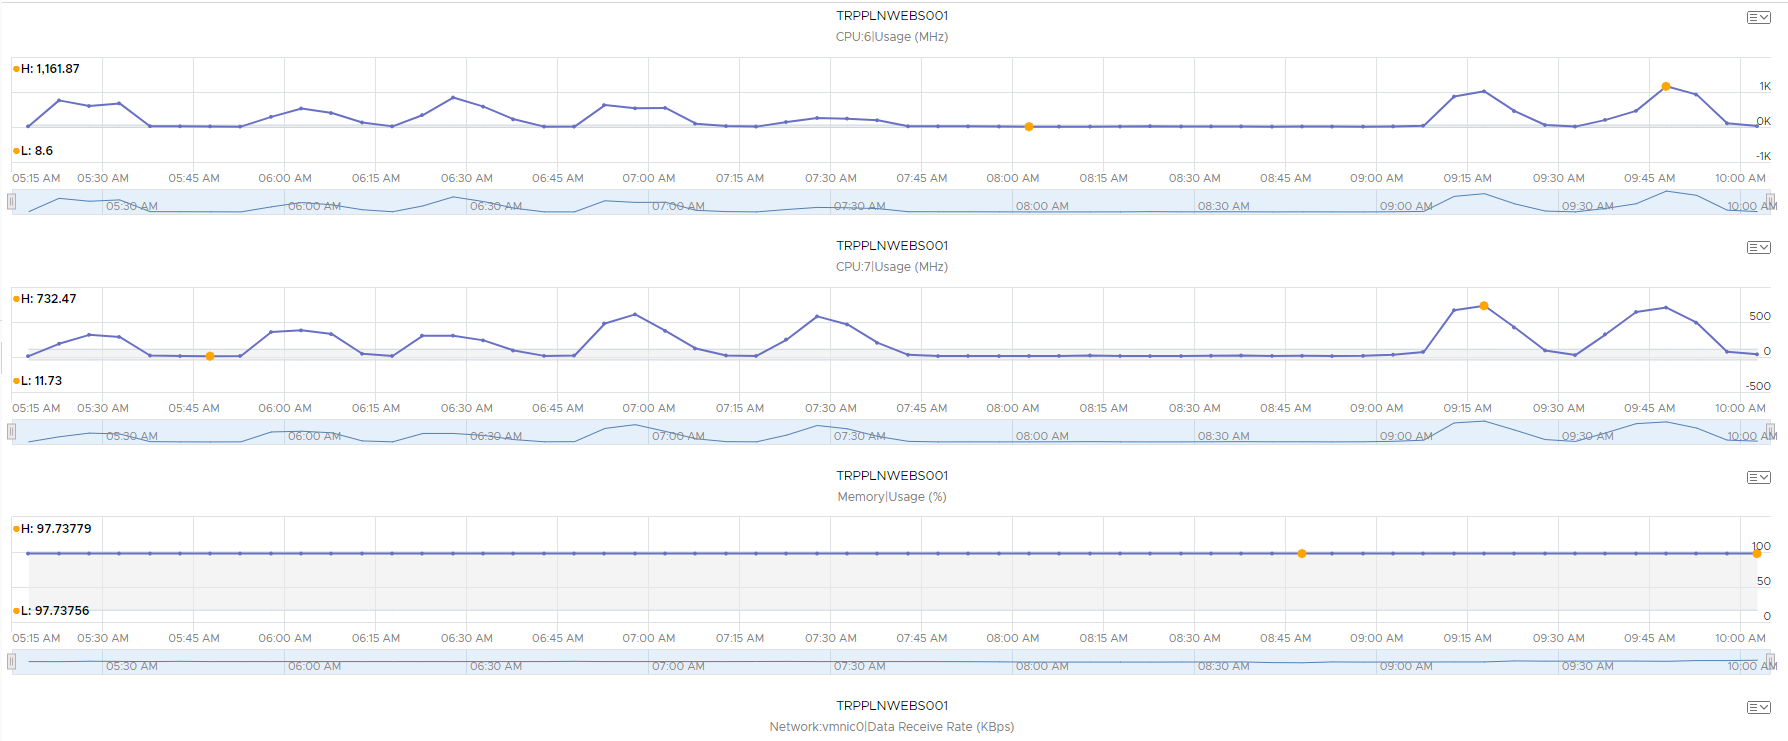 TRPPLNWEBS001
CPU:6|Usage (MHz)
H: 1,161.87
1K
0K
L: 8.6
-1K
05:15 AM 05:30 AM 05:45 AM 06:00 AM 06:15 AM 06:30 AM 06:45 AM 07:00 AM 07:15 AM 07:30 AM 07:45 AM 08:00 AM 08:15 AM 08:30 AM 08:45 AM 09:00 AM 09:15 AM 09:30 AM 09:45 AM 10:00 AM
05:30 AM 06:00 AM 06:30 AM 07:00 AM 07:30 AM 08:00 AM 08:30 AM 09:00 AM 09:30 AM 10:00 AM
TRPPLNWEBS001
CPU:7|Usage (MHz)
H: 732.47
500
0
L: 11.73
-500
05:15 AM 05:30 AM 05:45 AM 06:00 AM 06:15 AM 06:30 AM 06:45 AM 07:00 AM 07:15 AM 07:30 AM 07:45 AM 08:00 AM 08:15 AM 08:30 AM 08:45 AM 09:00 AM 09:15 AM 09:30 AM 09:45 AM 10:00 AM
05:30 AM 06:00 AM 06:30 AM 07:00 AM 07:30 AM 08:00 AM 08:30 AM 09:00 AM 09:30 AM 10:00 AM
TRPPLNWEBS001
Memory|Usage (%)
H: 97.73779
100
50
L: 97.73756
0
05:15 AM 05:30 AM 05:45 AM 06:00 AM 06:15 AM 06:30 AM 06:45 AM 07:00 AM 07:15 AM 07:30 AM 07:45 AM 08:00 AM 08:15 AM 08:30 AM 08:45 AM 09:00 AM 09:15 AM 09:30 AM 09:45 AM 10:00 AM
05:30 AM 06:00 AM 06:30 AM 07:00 AM 07:30 AM 08:00 AM 08:30 AM 09:00 AM 09:30 AM 10:00 AM
TRPPLNWEBS001
Network:vmnic0|Data Receive Rate (KBps)